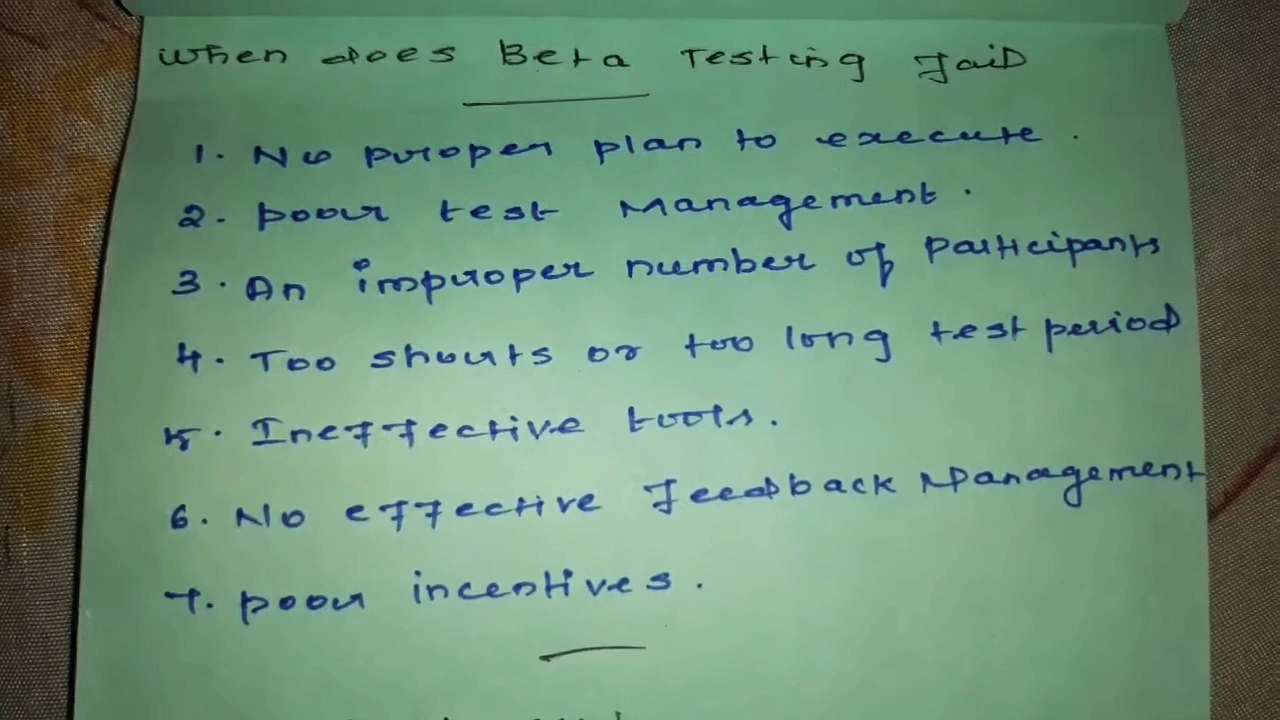 When does Beta Testing Fail
1. No proper plan to execute.
2. poor test Management.
3. An improper number of participants
4. Too shorts or too long test period
5. Ineffective tools.
6. No effective Feedback Management
7. poor incentives.